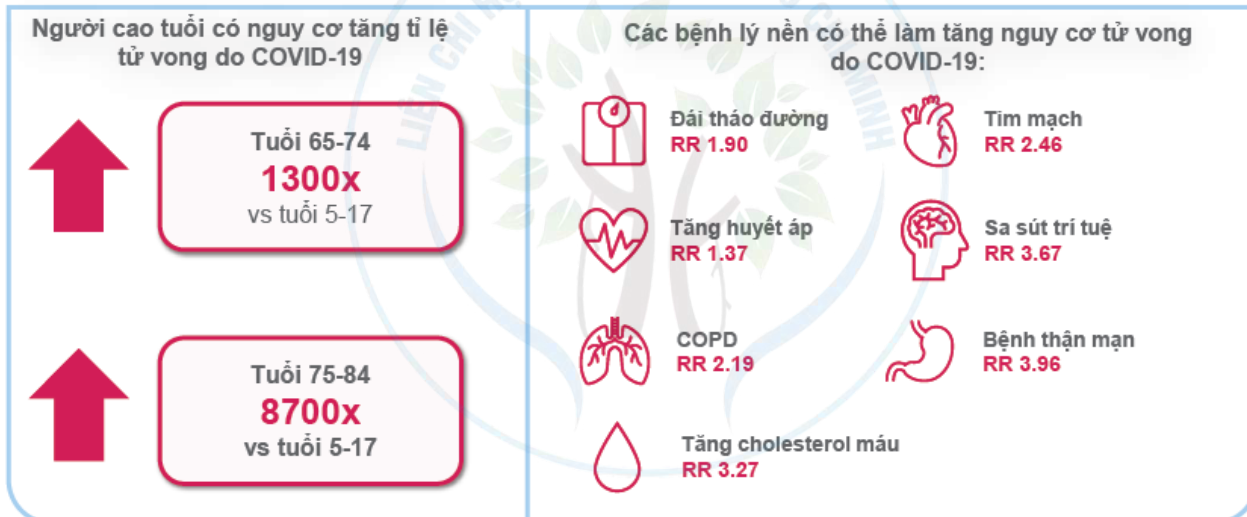 Người cao tuổi có nguy cơ tăng tỉ lệ
tử vong do COVID-19
Tuổi 65-74
1300x
vs tuổi 5-17
Tuổi 75-84
8700x
vs tuổi 5-17
Các bệnh lý nền có thể làm tăng nguy cơ tử vong
do COVID-19:
Đái tháo đường
RR 1.90
Tim mạch
RR 2.46
Tăng huyết áp
RR 1.37
Sa sút trí tuệ
RR 3.67
COPD
RR 2.19
Bệnh thận mạn
RR 3.96
Tăng cholesterol máu
RR 3.27
LIÊN CHI H
CHÍ MINH